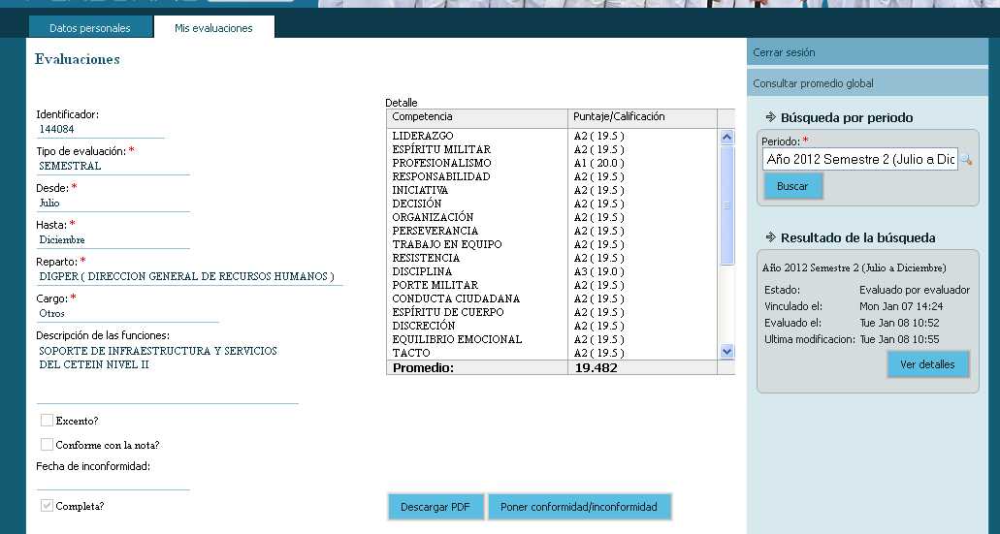 Datos personales
Mis evaluaciones
Evaluaciones
Identificador:
144084
Tipo de evaluación: *
SEMESTRAL
Desde: *
Julio
Hasta: *
Diciembre
Reparto: *
DIGPER ( DIRECCION GENERAL DE RECURSOS HUMANOS )
Cargo: *
Otros
Descripción de las funciones:
SOPORTE DE INFRAESTRUCTURA Y SERVICIOS
DEL CETEIN NIVEL II
Excento?
Conforme con la nota?
Fecha de inconformidad:
Completa?
Detalle
Competencia Puntaje/Calificación
LIDERAZGO A2 ( 19.5 )
ESPÍRITU MILITAR A2 ( 19.5 )
PROFESIONALISMO A1 ( 20.0 )
RESPONSABILIDAD A2 ( 19.5 )
INICIATIVA A2 ( 19.5 )
DECISIÓN A2 ( 19.5 )
ORGANIZACIÓN A2 ( 19.5 )
PERSEVERANCIA A2 ( 19.5 )
TRABAJO EN EQUIPO A2 ( 19.5 )
RESISTENCIA A2 ( 19.5 )
DISCIPLINA A3 ( 19.0 )
PORTE MILITAR A2 ( 19.5 )
CONDUCTA CIUDADANA A2 ( 19.5 )
ESPÍRITU DE CUERPO A2 ( 19.5 )
DISCRECIÓN A2 ( 19.5 )
EQUILIBRIO EMOCIONAL A2 ( 19.5 )
TACTO A2 ( 19.5 )
Promedio: 19.482
Descargar PDF
Poner conformidad/inconformidad
Cerrar sesión
Consultar promedio global
Búsqueda por periodo
Periodo: *
Año 2012 Semestre 2 (Julio a Dic
Buscar
Resultado de la búsqueda
Año 2012 Semestre 2 (Julio a Diciembre)
Estado: Evaluado por evaluador
Vinculado el: Mon Jan 07 14:24
Evaluado el: Tue Jan 08 10:52
Ultima modificacion: Tue Jan 08 10:55
Ver detalles